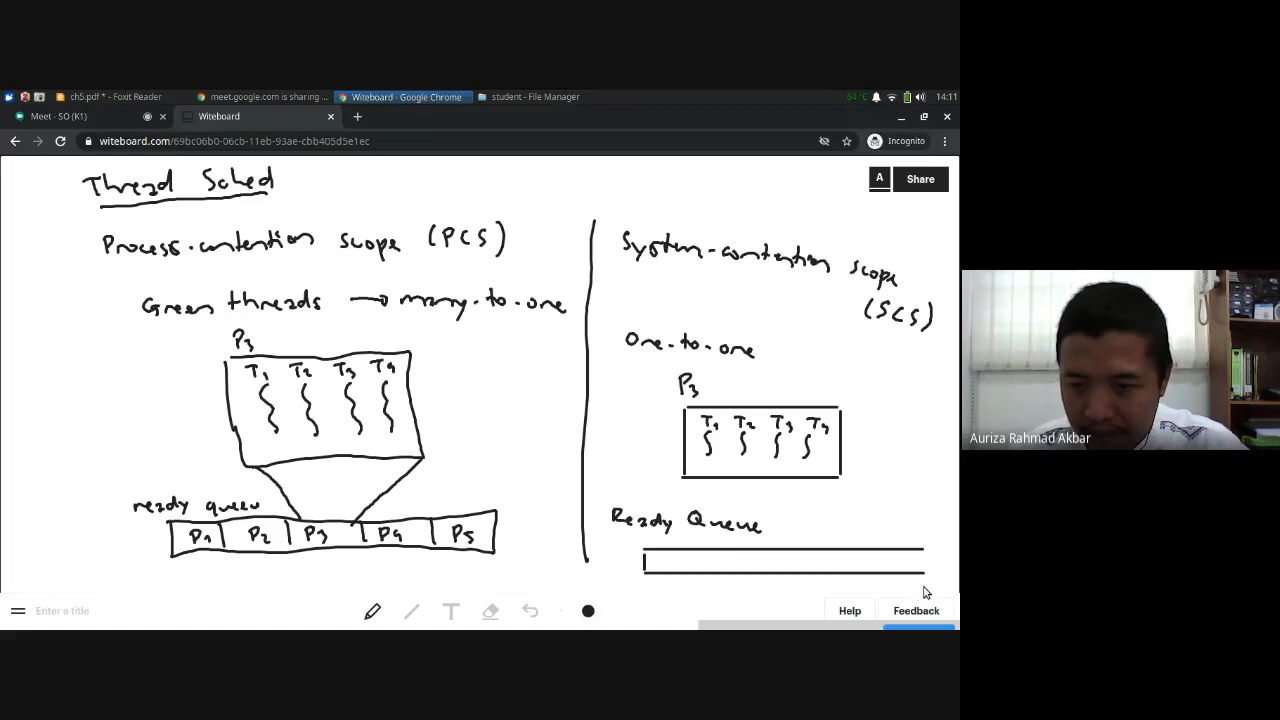 ch5.pdf * - Foxit Reader
meet.google.com is sharing ...
Witeboard - Google Chrome
student - File Manager
64°C
14:11
Meet - SO (K1)
Witeboard
witeboard.com/69bc06b0-06cb-11eb-93ae-cbb405d5e1ec
Incognito
Thread Sched
A
Share
Process-contention scope (PCS)
Green threads → many-to-one
P3
T1 T2 T3 T4
ready queue
P1 P2 P3 P4 P5
System-contention scope
(SCS)
One-to-one
P3
T1 T2 T3 T4
Ready Queue
Enter a title
T
Help
Feedback
Auriza Rahmad Akbar